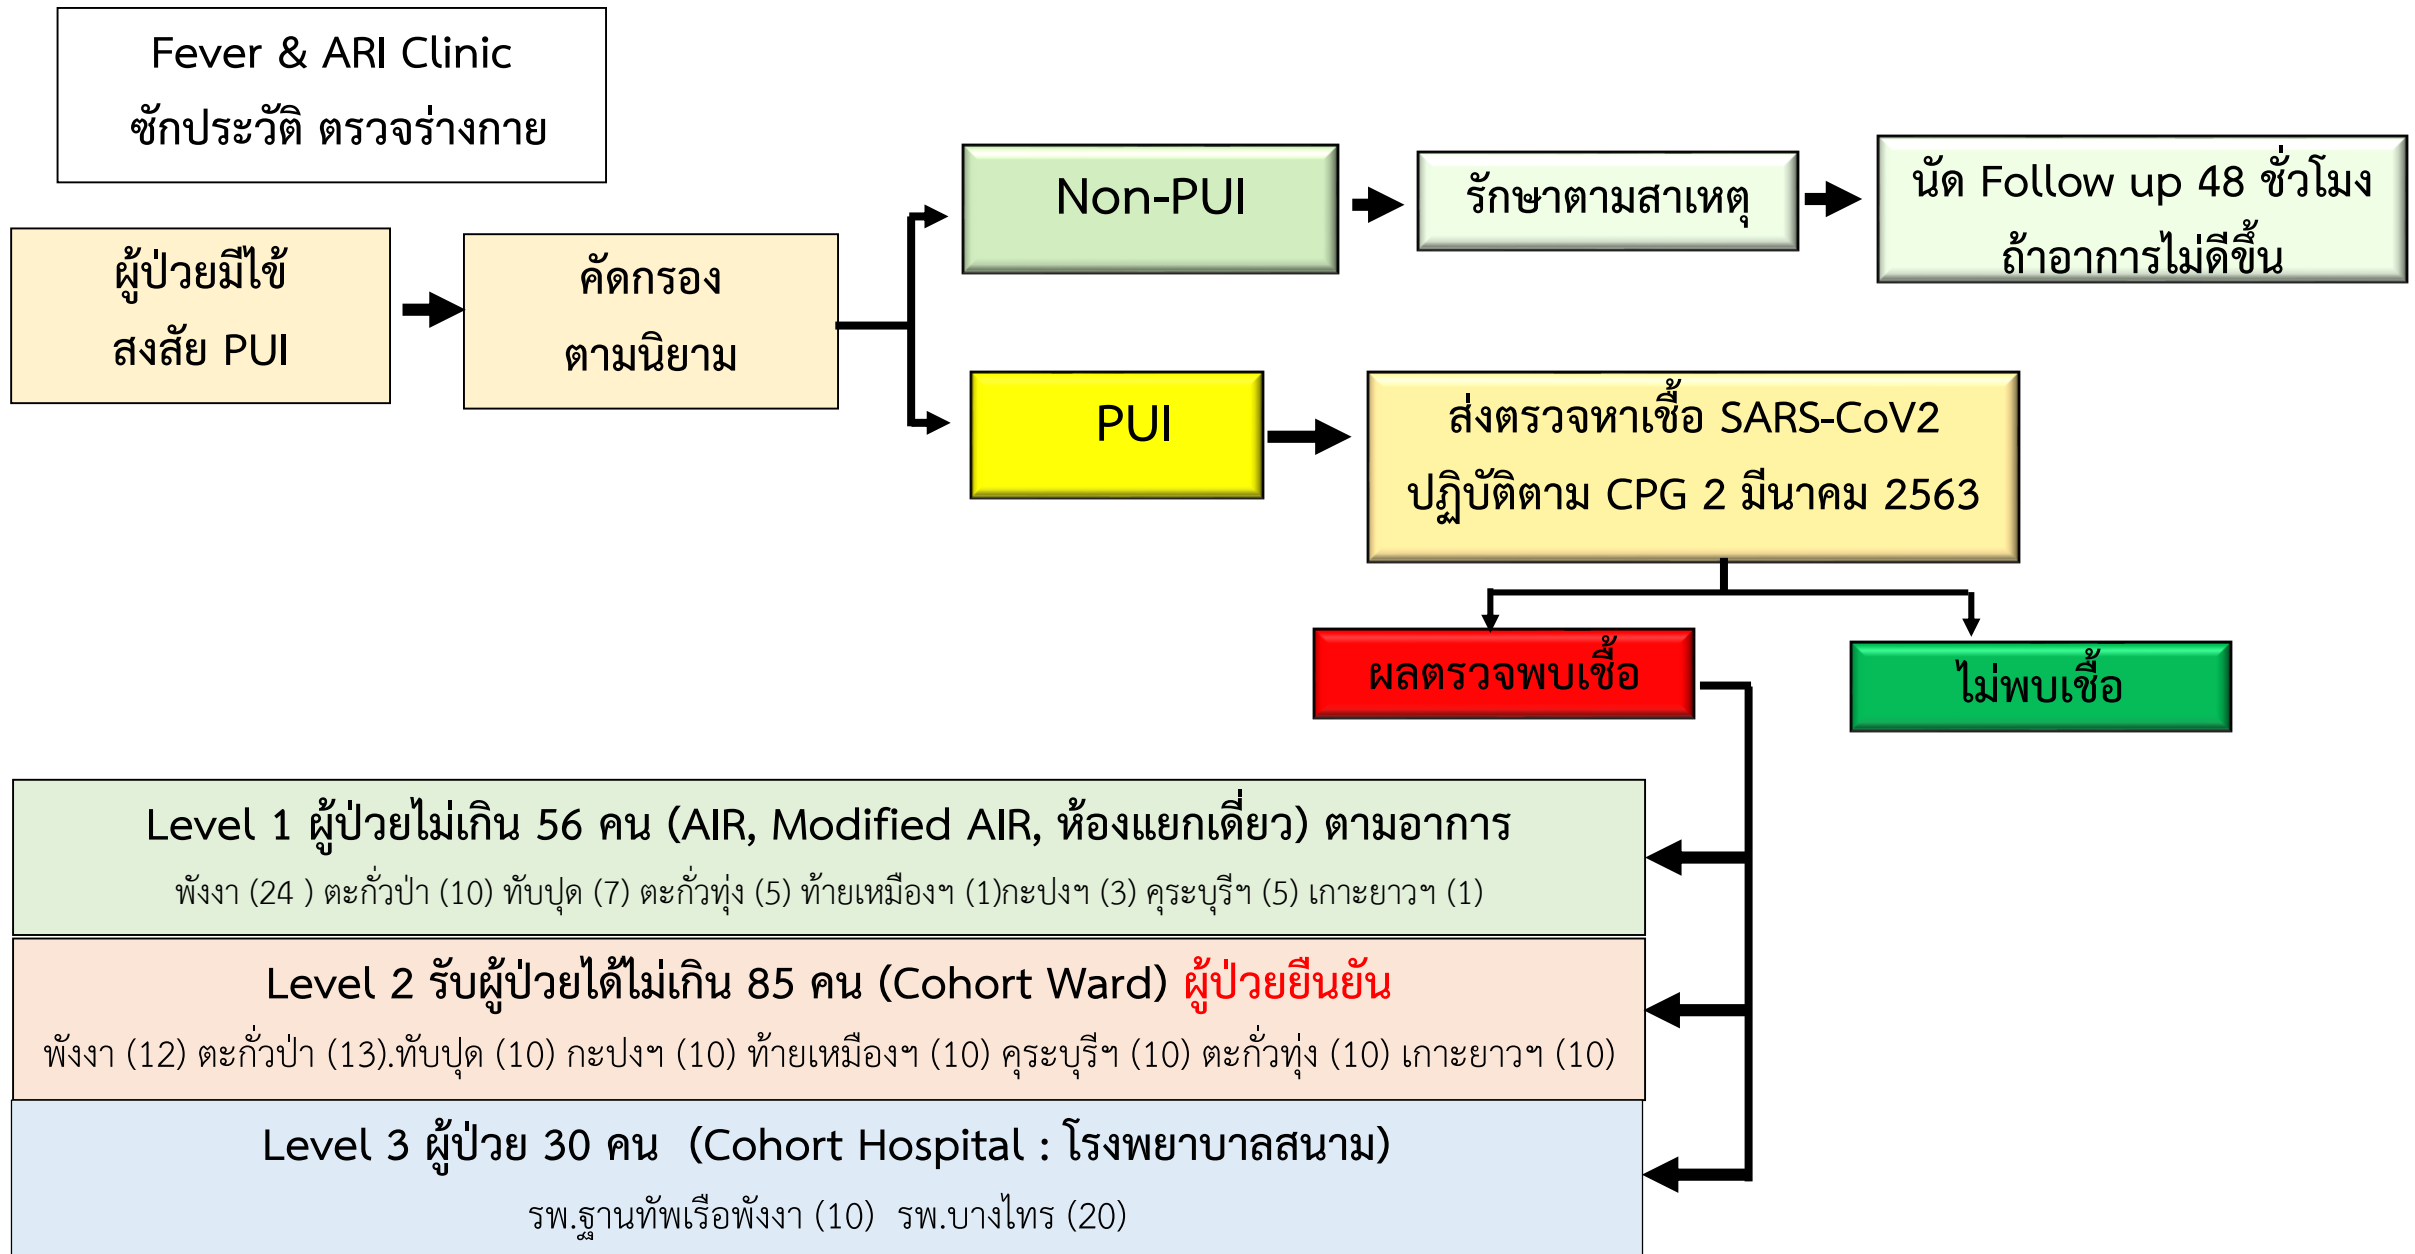 Fever & ARI Clinic
ซักประวัติ ตรวจร่างกาย
ผู้ป่วยมีไข้
สงสัย PUI
คัดกรอง
ตามนิยาม
Non-PUI
รักษาตามสาเหตุ
นัด Follow up 48 ชั่วโมง
ถ้าอาการไม่ดีขึ้น
PUI
ส่งตรวจหาเชื้อ SARS-CoV2
ปฏิบัติตาม CPG 2 มีนาคม 2563
ผลตรวจพบเชื้อ
ไม่พบเชื้อ
Level 1 ผู้ป่วยไม่เกิน 56 คน (AIR, Modified AIR, ห้องแยกเดี่ยว) ตามอาการ
พังงา (24 ) ตะกั่วป่า (10) ทับปุด (7) ตะกั่วทุ่ง (5) ท้ายเหมืองฯ (1)กะปงฯ (3) คุระบุรีฯ (5) เกาะยาวฯ (1)
Level 2 รับผู้ป่วยได้ไม่เกิน 85 คน (Cohort Ward) ผู้ป่วยยืนยัน
พังงา (12) ตะกั่วป่า (13).ทับปุด (10) กะปงฯ (10) ท้ายเหมืองฯ (10) คุระบุรีฯ (10) ตะกั่วทุ่ง (10) เกาะยาวฯ (10)
Level 3 ผู้ป่วย 30 คน (Cohort Hospital : โรงพยาบาลสนาม)
รพ.ฐานทัพเรือพังงา (10) รพ.บางไทร (20)